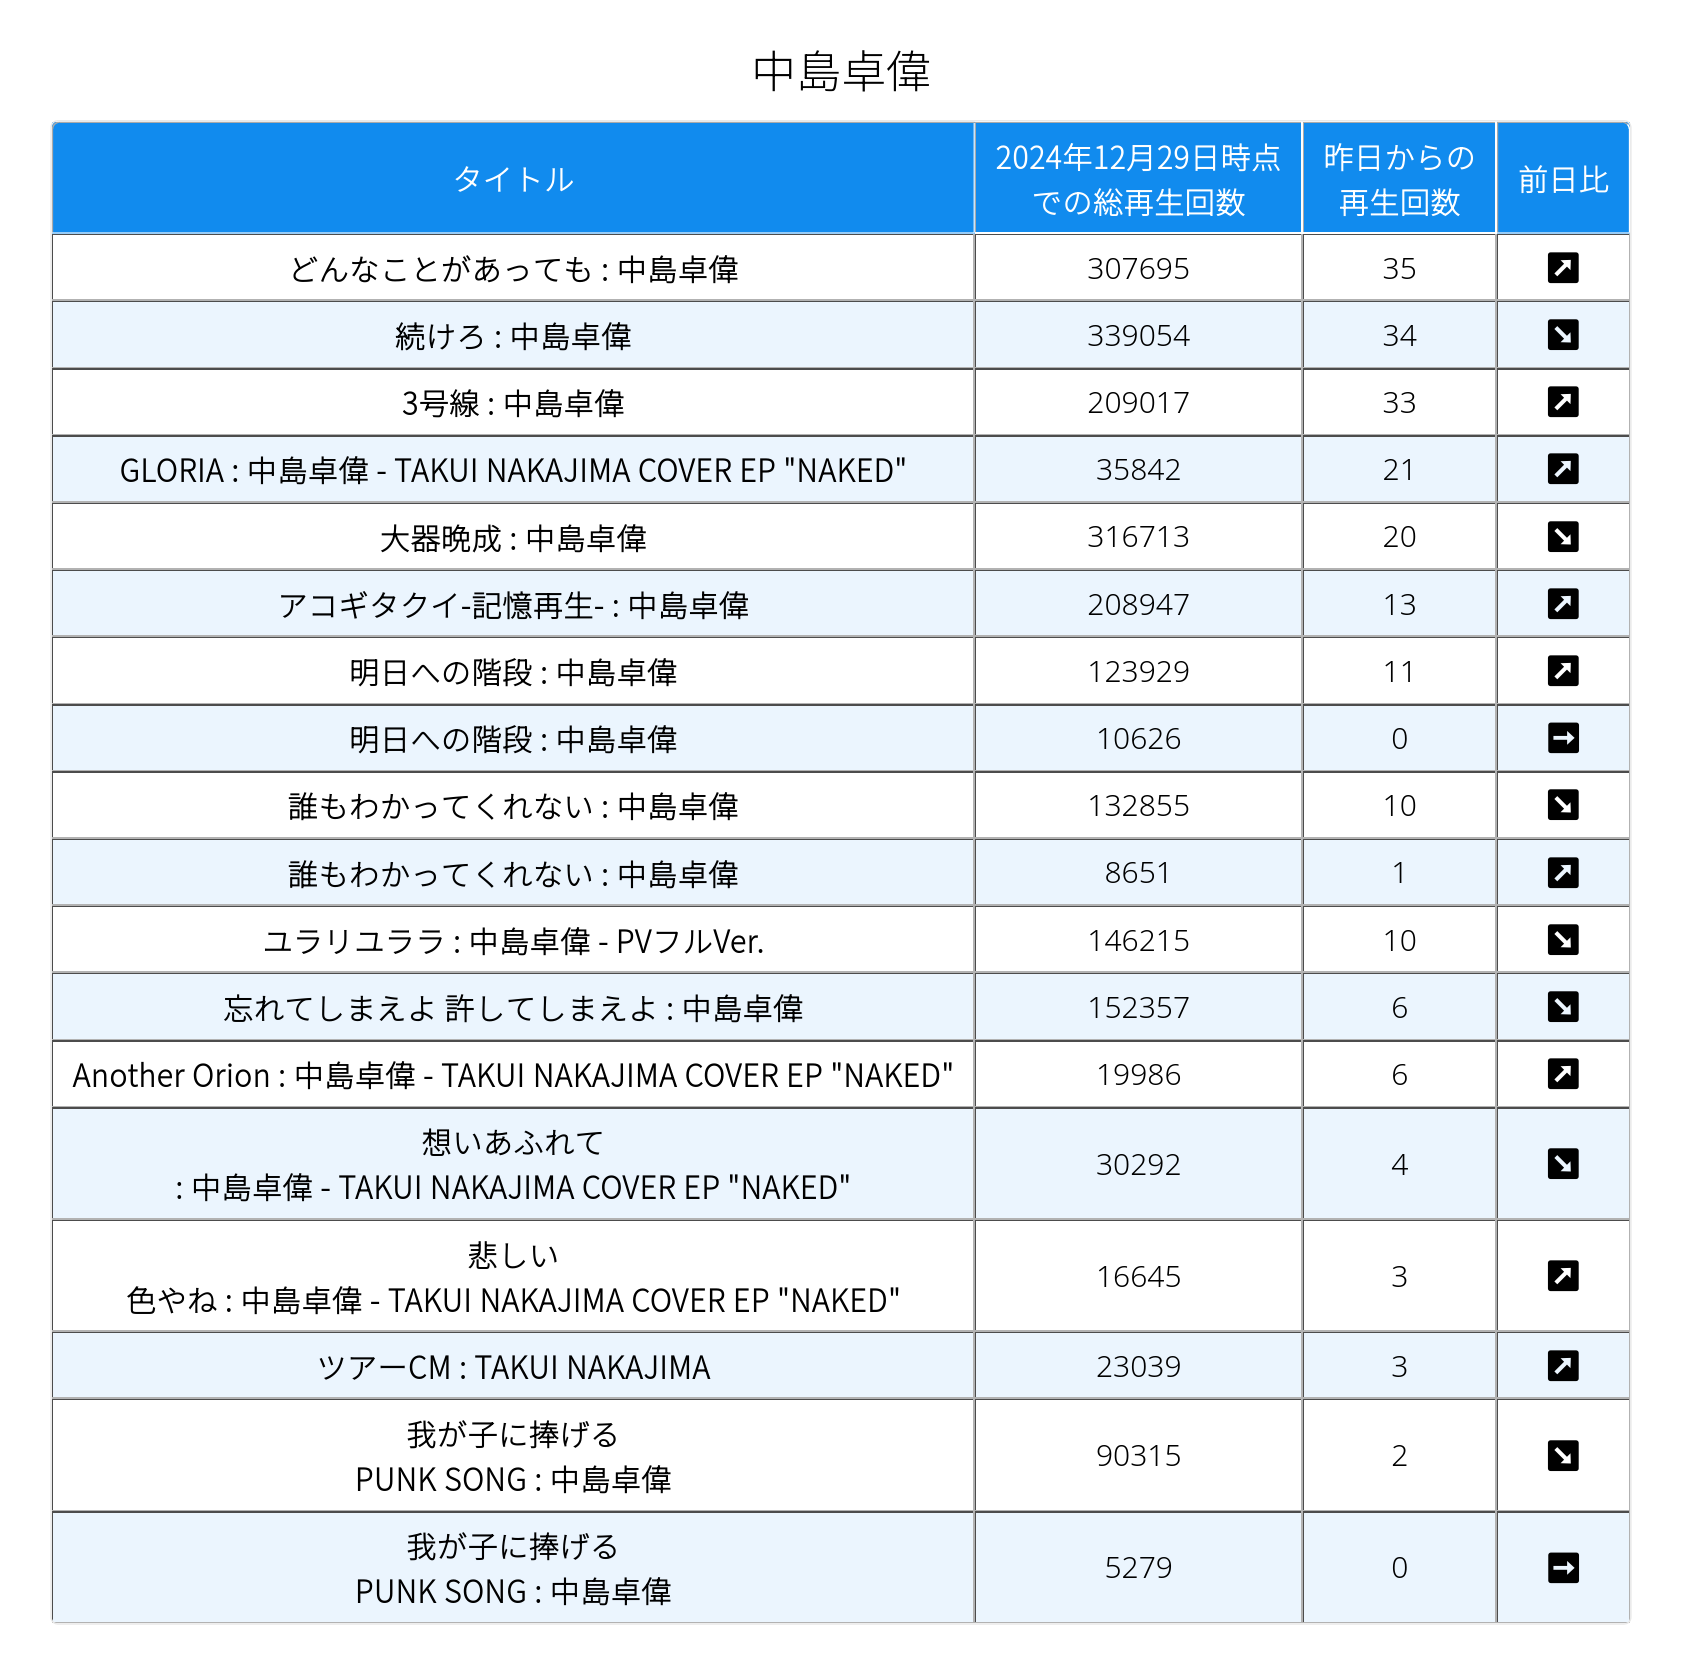 中島卓偉
タイトル
2024年12月29日時点
での総再生回数
昨日からの
再生回数
前日比
どんなことがあっても : 中島卓偉 307695 35 ↗
続けろ : 中島卓偉 339054 34 ↘
3号線 : 中島卓偉 209017 33 ↗
GLORIA : 中島卓偉 - TAKUI NAKAJIMA COVER EP "NAKED" 35842 21 ↗
大器晩成 : 中島卓偉 316713 20 ↘
アコギタクイ-記憶再生- : 中島卓偉 208947 13 ↗
明日への階段 : 中島卓偉 123929 11 ↗
明日への階段 : 中島卓偉 10626 0 →
誰もわかってくれない : 中島卓偉 132855 10 ↘
誰もわかってくれない : 中島卓偉 8651 1 ↗
ユラリユララ : 中島卓偉 - PVフルVer. 146215 10 ↘
忘れてしまえよ 許してしまえよ : 中島卓偉 152357 6 ↘
Another Orion : 中島卓偉 - TAKUI NAKAJIMA COVER EP "NAKED" 19986 6 ↗
想いあふれて
: 中島卓偉 - TAKUI NAKAJIMA COVER EP "NAKED" 30292 4 ↘
悲しい
色やね : 中島卓偉 - TAKUI NAKAJIMA COVER EP "NAKED" 16645 3 ↗
ツアーCM : TAKUI NAKAJIMA 23039 3 ↗
我が子に捧げる
PUNK SONG : 中島卓偉 90315 2 ↘
我が子に捧げる
PUNK SONG : 中島卓偉 5279 0 →